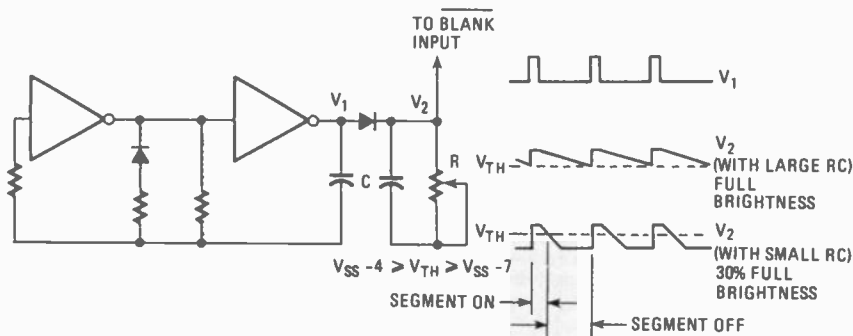 TO BLANK
INPUT
V1
V2
R
C
VSS -4 ⩾ VTH ⩾ VSS -7
V1
VTH
V2
(WITH LARGE RC)
FULL
BRIGHTNESS
VTH
V2
(WITH SMALL RC)
30% FULL
BRIGHTNESS
SEGMENT ON
SEGMENT OFF